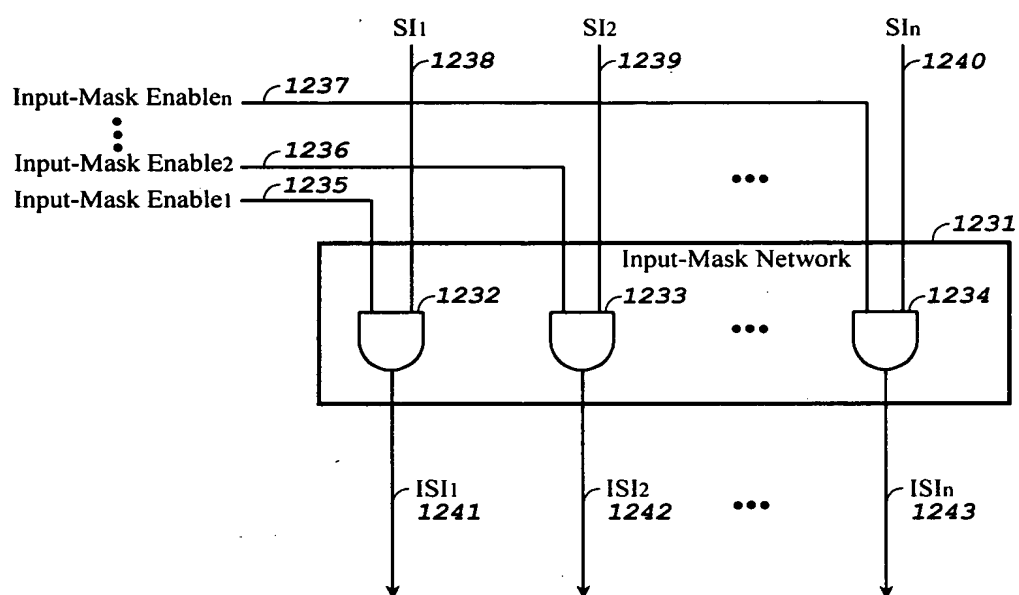 SI1 SI2 SIn
1238 1239 1240
Input-Mask Enablen 1237
Input-Mask Enable2 1236
Input-Mask Enable1 1235
1231
Input-Mask Network
1232 1233 1234
ISI1 ISI2 ISIn
1241 1242 1243